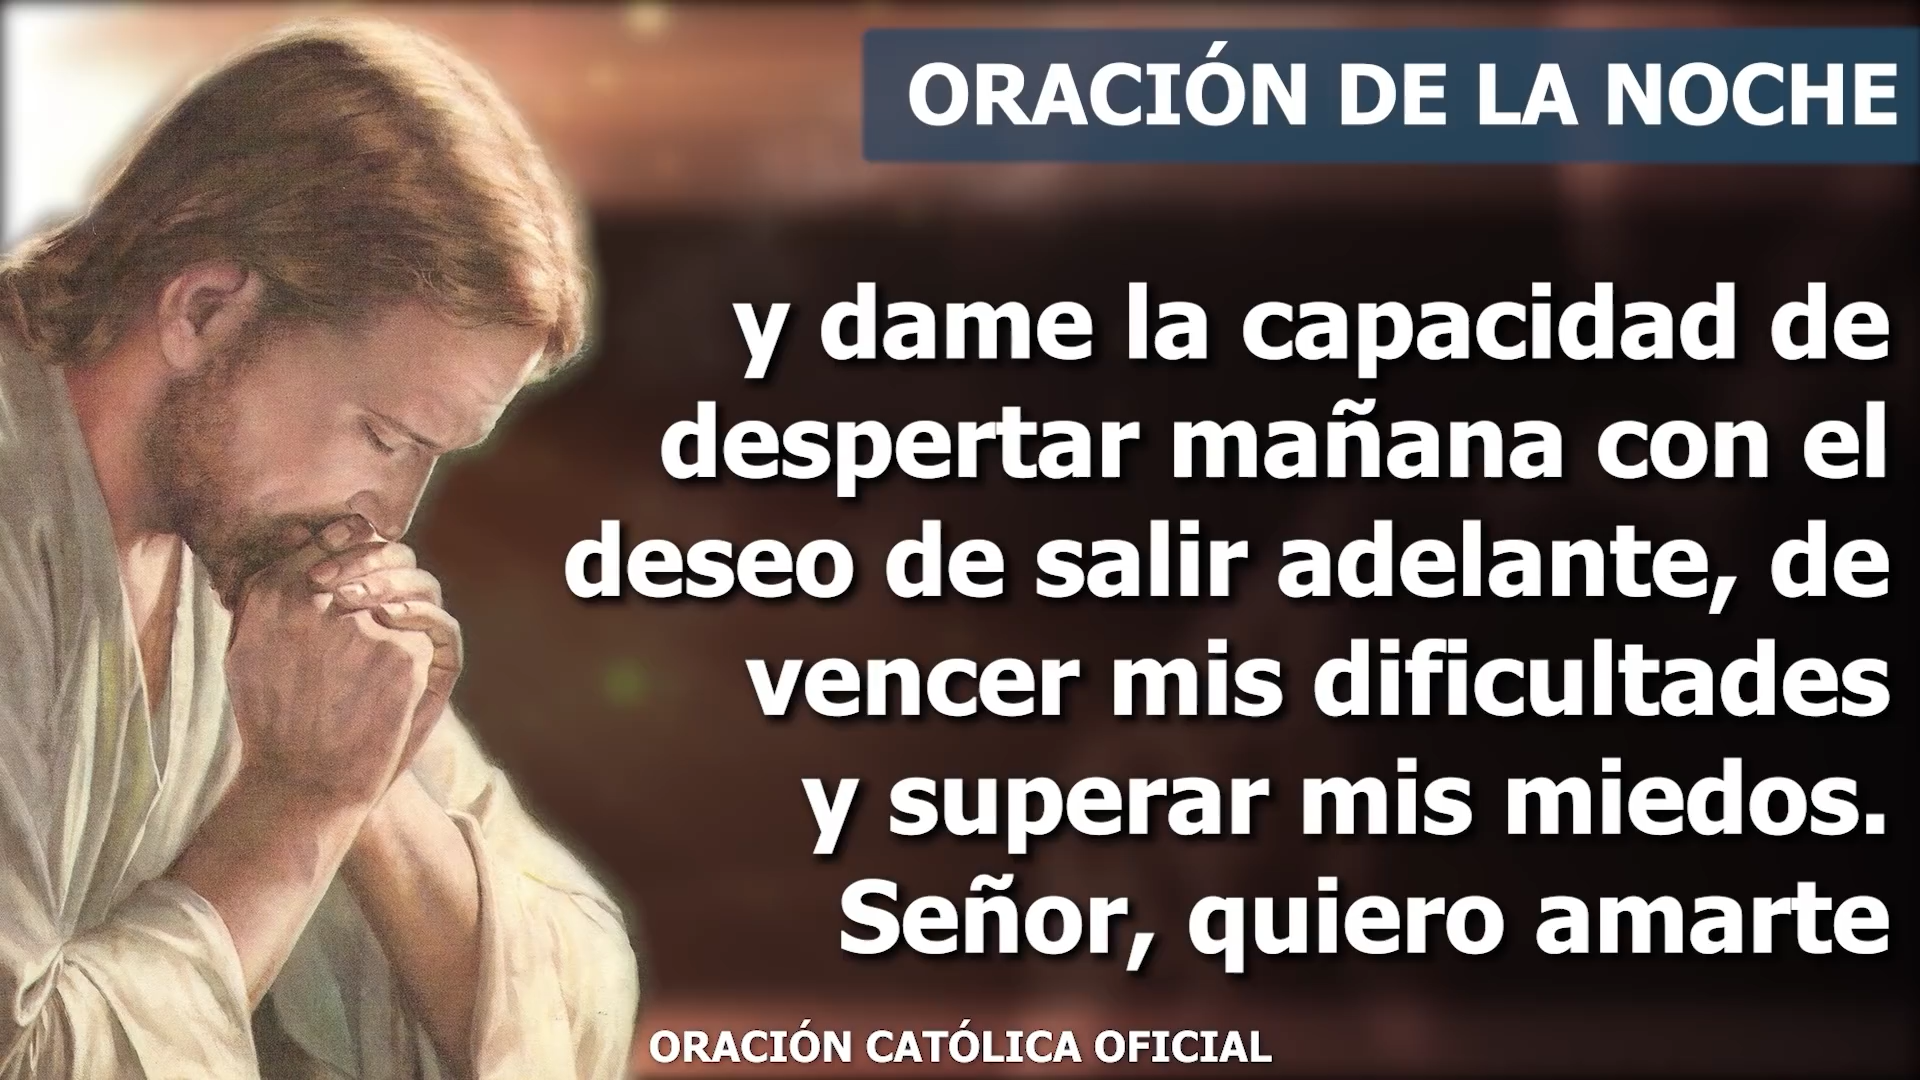 ORACIÓN DE LA NOCHE
y dame la capacidad de
despertar mañana con el
deseo de salir adelante, de
vencer mis dificultades
y superar mis miedos.
Señor, quiero amarte
ORACIÓN CATÓLICA OFICIAL